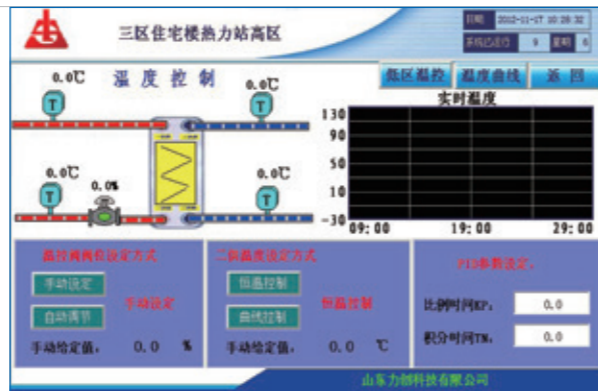 三区住宅楼热力站高区
日期 2012-11-17 10:28:32
系统已运行 9 星期 6
温度控制
低区温控 温度曲线 返回
0.0℃ 0.0℃
T T
0.0℃ 0.0% 0.0℃
T T
实时温度
130
90
50
10
-30
09:00 19:00 29:00
温控阀阀位设定方式
手动设定
手动设定
自动调节
手动给定值: 0.0 %
二次温度设定方式
恒温控制
恒温控制
曲线控制
手动给定值: 0.0 ℃
PID参数设定:
比例时间KP: 0.0
积分时间TN: 0.0
山东力创科技有限公司